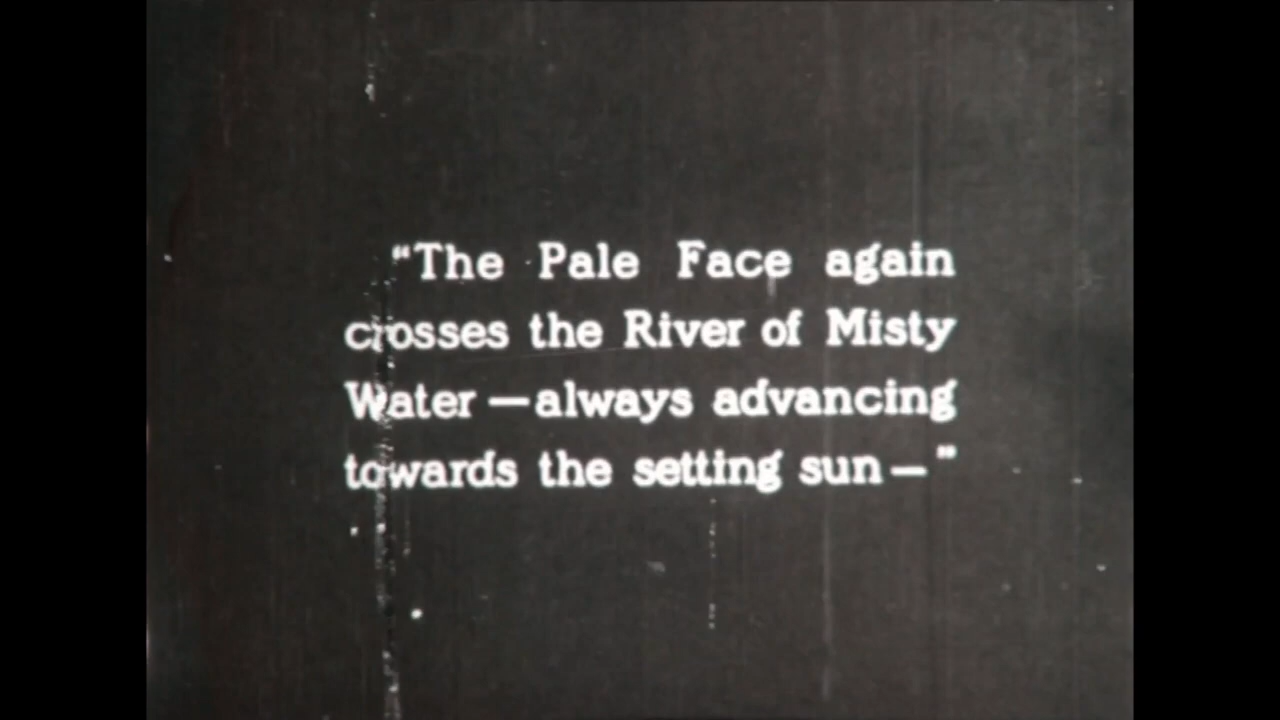 "The Pale Face again
crosses the River of Misty
Water—always advancing
towards the setting sun—"